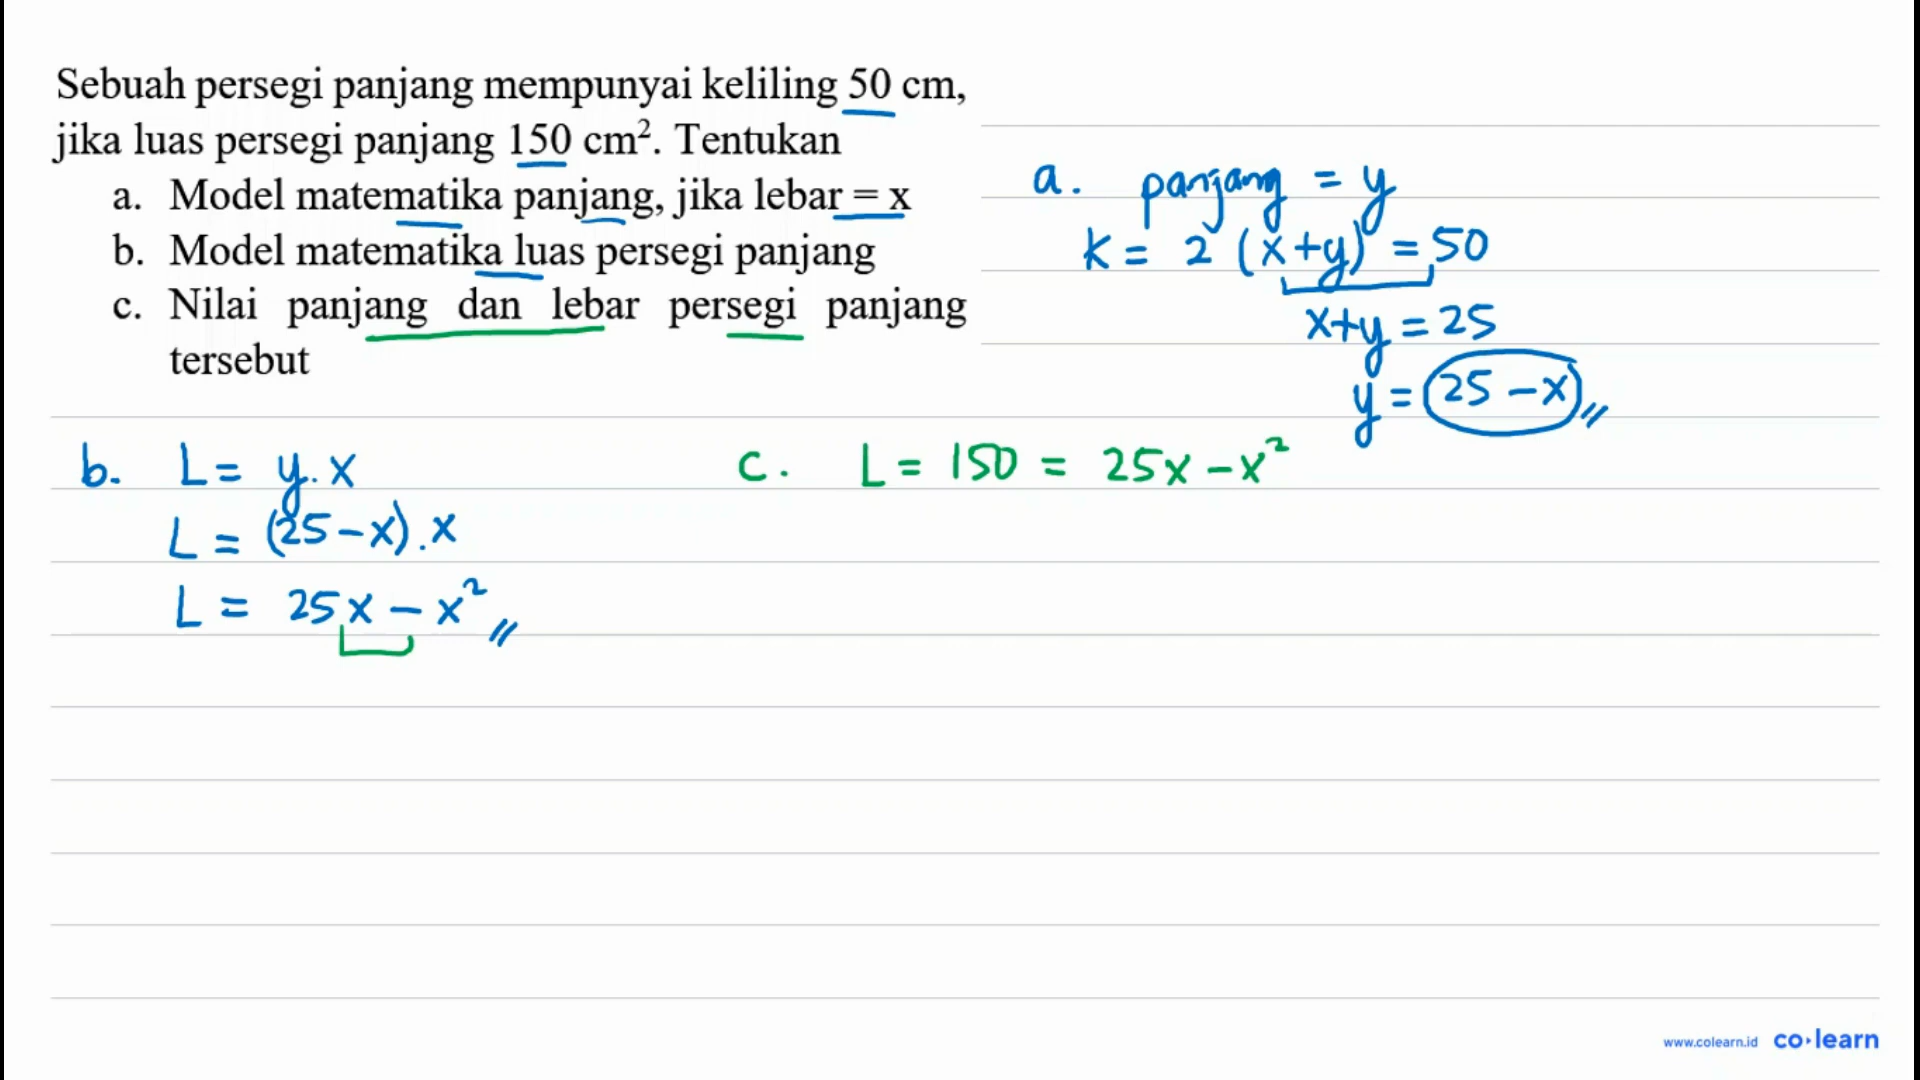 Sebuah persegi panjang mempunyai keliling 50 cm,
jika luas persegi panjang 150 cm². Tentukan
a. Model matematika panjang, jika lebar = x
b. Model matematika luas persegi panjang
c. Nilai panjang dan lebar persegi panjang
tersebut
a. panjang = y
K = 2 (x+y) = 50
x+y = 25
y = 25 - x
b. L = y . x
L = (25-x) . x
L = 25x - x²
c. L = 150 = 25x - x²
www.colearn.id co·learn